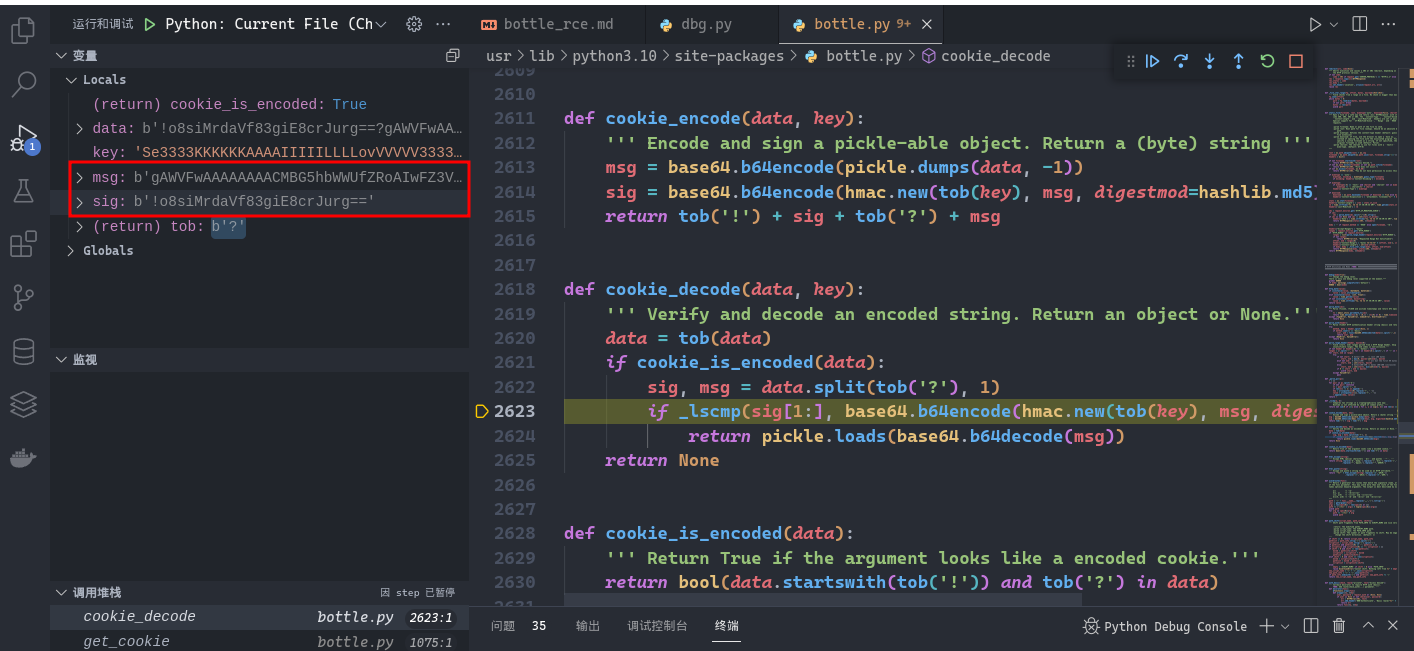 运行和调试 Python: Current File (Ch
变量
Locals
(return) cookie_is_encoded: True
data: b'!o8siMrdaVf83giE8crJurg==?gAWVFwAA…
key: 'Se3333KKKKKKAAAAIIIIILLLLovVVVVV3333…
msg: b'gAWVFwAAAAAAAACMBG5hbWWUfZRoAIwFZ3V…
sig: b'!o8siMrdaVf83giE8crJurg=='
(return) tob: b'?'
Globals
监视
调用堆栈 因 step 已暂停
cookie_decode bottle.py 2623:1
get_cookie bottle.py 1075:1
1
bottle_rce.md dbg.py bottle.py 9+
usr > lib > python3.10 > site-packages > bottle.py > cookie_decode
2609
2610
2611 def cookie_encode(data, key):
2612 ''' Encode and sign a pickle-able object. Return a (byte) string '''
2613 msg = base64.b64encode(pickle.dumps(data, -1))
2614 sig = base64.b64encode(hmac.new(tob(key), msg, digestmod=hashlib.md5
2615 return tob('!') + sig + tob('?') + msg
2616
2617
2618 def cookie_decode(data, key):
2619 ''' Verify and decode an encoded string. Return an object or None.''
2620 data = tob(data)
2621 if cookie_is_encoded(data):
2622 sig, msg = data.split(tob('?'), 1)
2623 if _lscmp(sig[1:], base64.b64encode(hmac.new(tob(key), msg, diges
2624 return pickle.loads(base64.b64decode(msg))
2625 return None
2626
2627
2628 def cookie_is_encoded(data):
2629 ''' Return True if the argument looks like a encoded cookie.'''
2630 return bool(data.startswith(tob('!')) and tob('?') in data)
2631
问题 35 输出 调试控制台 终端 Python Debug Console